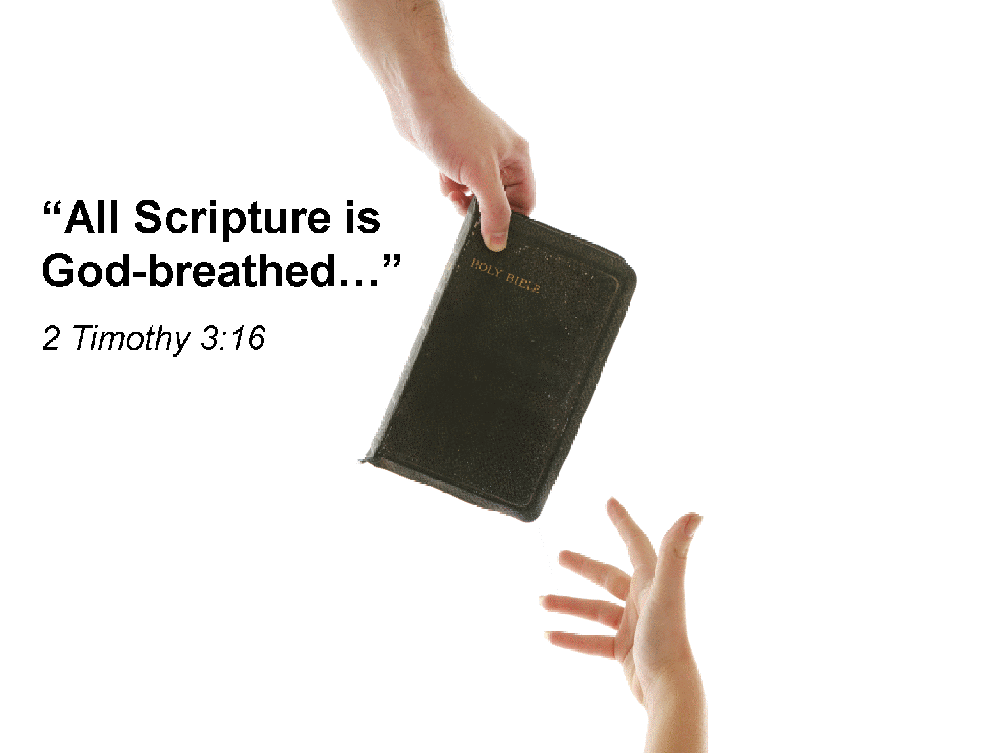 “All Scripture is
God-breathed…”
2 Timothy 3:16
HOLY BIBLE